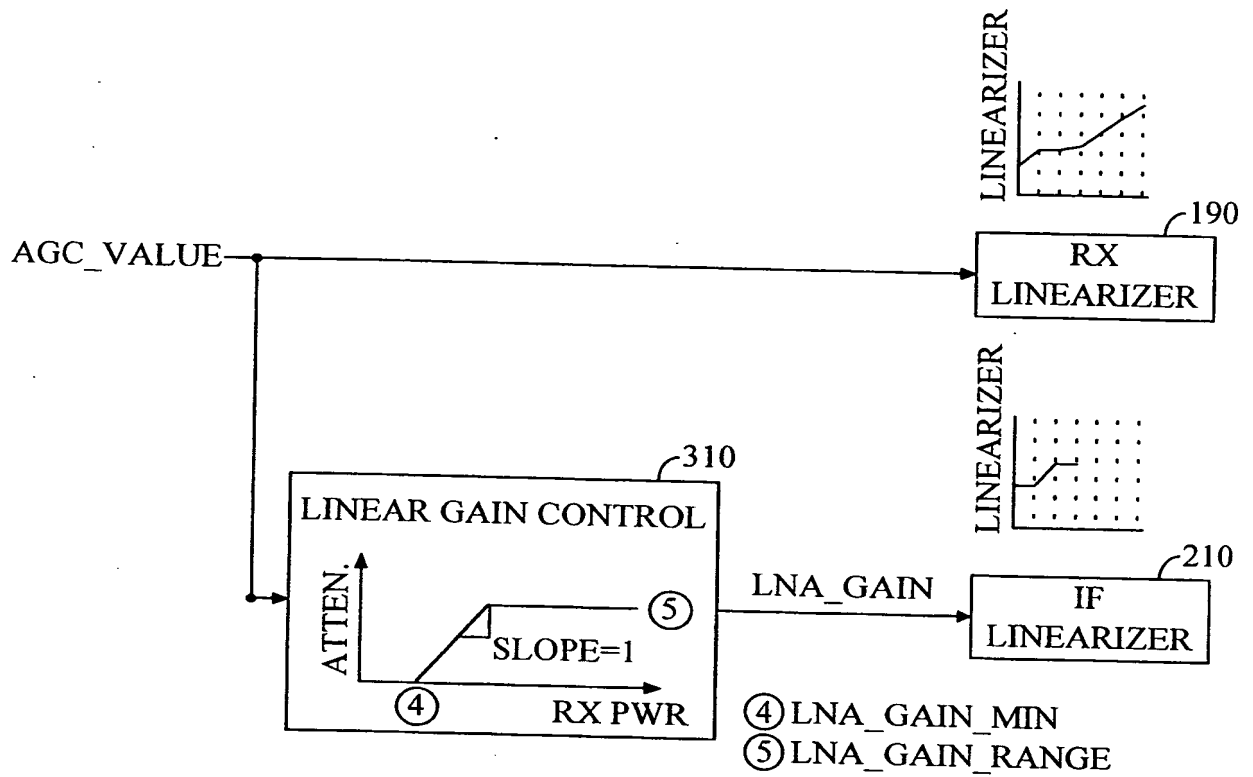 LINEARIZER
190
AGC_VALUE
RX
LINEARIZER
LINEARIZER
310
LINEAR GAIN CONTROL
ATTEN.
SLOPE=1
5
4
RX PWR
LNA_GAIN
210
IF
LINEARIZER
4 LNA_GAIN_MIN
5 LNA_GAIN_RANGE